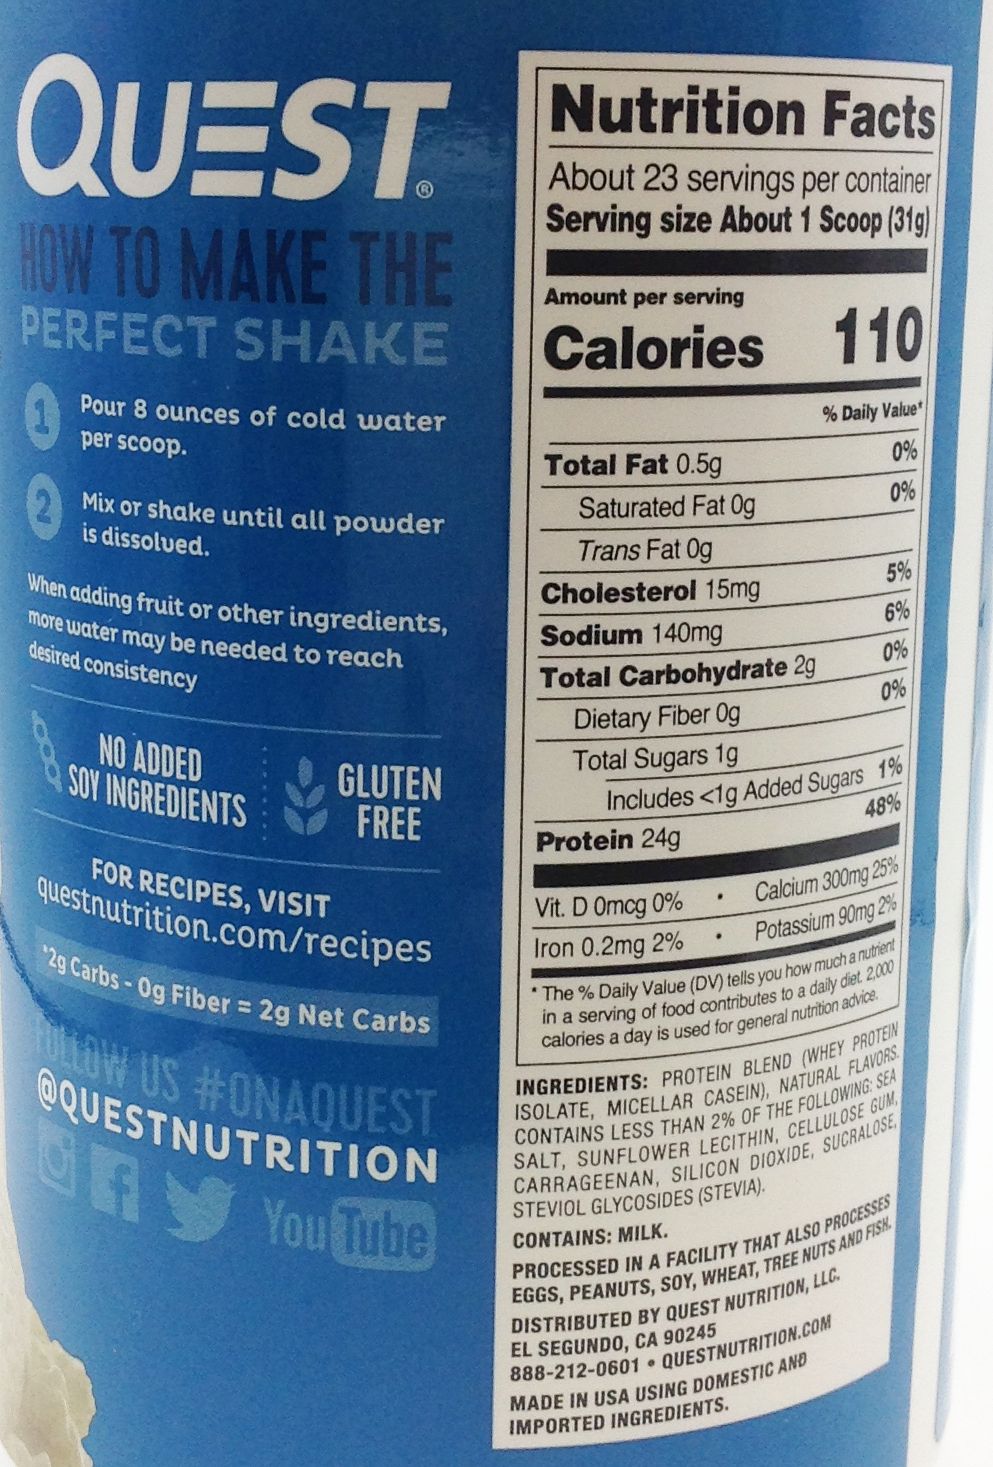 QUEST®
HOW TO MAKE THE
PERFECT SHAKE
1 Pour 8 ounces of cold water
per scoop.
2 Mix or shake until all powder
is dissolved.
When adding fruit or other ingredients,
more water may be needed to reach
desired consistency
NO ADDED
SOY INGREDIENTS
GLUTEN
FREE
FOR RECIPES, VISIT
questnutrition.com/recipes
*2g Carbs - 0g Fiber = 2g Net Carbs
FOLLOW US #ONAQUEST
@QUESTNUTRITION
YouTube
Nutrition Facts
About 23 servings per container
Serving size About 1 Scoop (31g)
Amount per serving
Calories 110
% Daily Value*
Total Fat 0.5g 0%
Saturated Fat 0g 0%
Trans Fat 0g
Cholesterol 15mg 5%
Sodium 140mg 6%
Total Carbohydrate 2g 0%
Dietary Fiber 0g 0%
Total Sugars 1g
Includes <1g Added Sugars 1%
Protein 24g 48%
Vit. D 0mcg 0% • Calcium 300mg 25%
Iron 0.2mg 2% • Potassium 90mg 2%
* The % Daily Value (DV) tells you how much a nutrient
in a serving of food contributes to a daily diet. 2,000
calories a day is used for general nutrition advice.
INGREDIENTS: PROTEIN BLEND (WHEY PROTEIN
ISOLATE, MICELLAR CASEIN), NATURAL FLAVORS.
CONTAINS LESS THAN 2% OF THE FOLLOWING: SEA
SALT, SUNFLOWER LECITHIN, CELLULOSE GUM,
CARRAGEENAN, SILICON DIOXIDE, SUCRALOSE,
STEVIOL GLYCOSIDES (STEVIA).
CONTAINS: MILK.
PROCESSED IN A FACILITY THAT ALSO PROCESSES
EGGS, PEANUTS, SOY, WHEAT, TREE NUTS AND FISH.
DISTRIBUTED BY QUEST NUTRITION, LLC.
EL SEGUNDO, CA 90245
888-212-0601 • QUESTNUTRITION.COM
MADE IN USA USING DOMESTIC AND
IMPORTED INGREDIENTS.